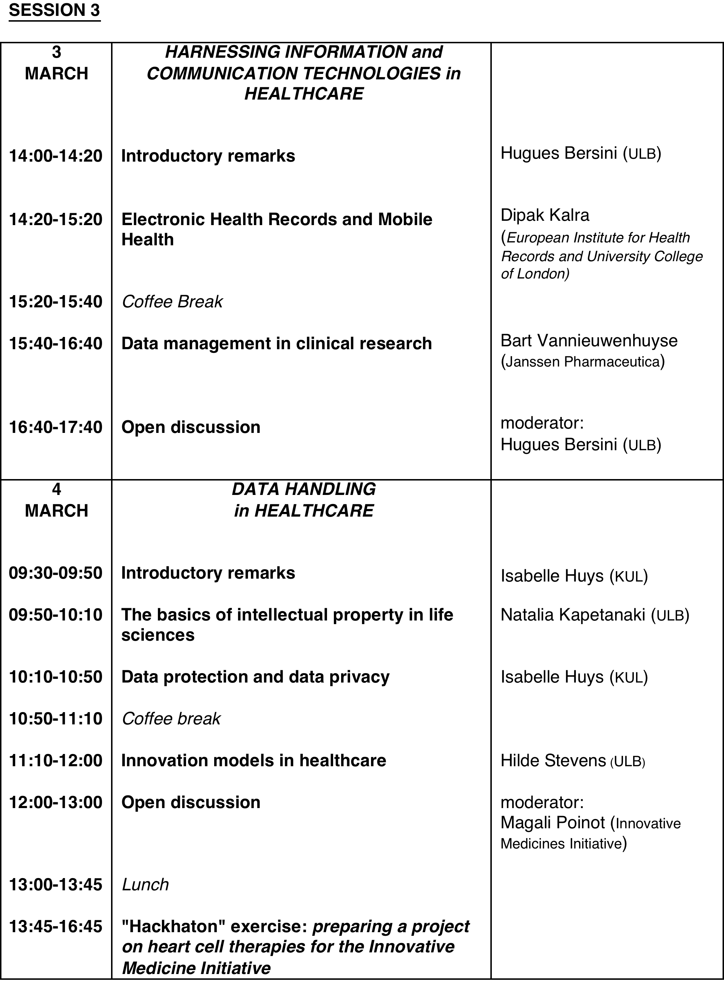 SESSION 3
3
MARCH
HARNESSING INFORMATION and
COMMUNICATION TECHNOLOGIES in
HEALTHCARE
14:00-14:20 Introductory remarks Hugues Bersini (ULB)
14:20-15:20 Electronic Health Records and Mobile
Health
Dipak Kalra
(European Institute for Health
Records and University College
of London)
15:20-15:40 Coffee Break
15:40-16:40 Data management in clinical research Bart Vannieuwenhuyse
(Janssen Pharmaceutica)
16:40-17:40 Open discussion moderator:
Hugues Bersini (ULB)
4
MARCH
DATA HANDLING
in HEALTHCARE
09:30-09:50 Introductory remarks Isabelle Huys (KUL)
09:50-10:10 The basics of intellectual property in life
sciences
Natalia Kapetanaki (ULB)
10:10-10:50 Data protection and data privacy Isabelle Huys (KUL)
10:50-11:10 Coffee break
11:10-12:00 Innovation models in healthcare Hilde Stevens (ULB)
12:00-13:00 Open discussion moderator:
Magali Poinot (Innovative
Medicines Initiative)
13:00-13:45 Lunch
13:45-16:45 "Hackhaton" exercise: preparing a project
on heart cell therapies for the Innovative
Medicine Initiative